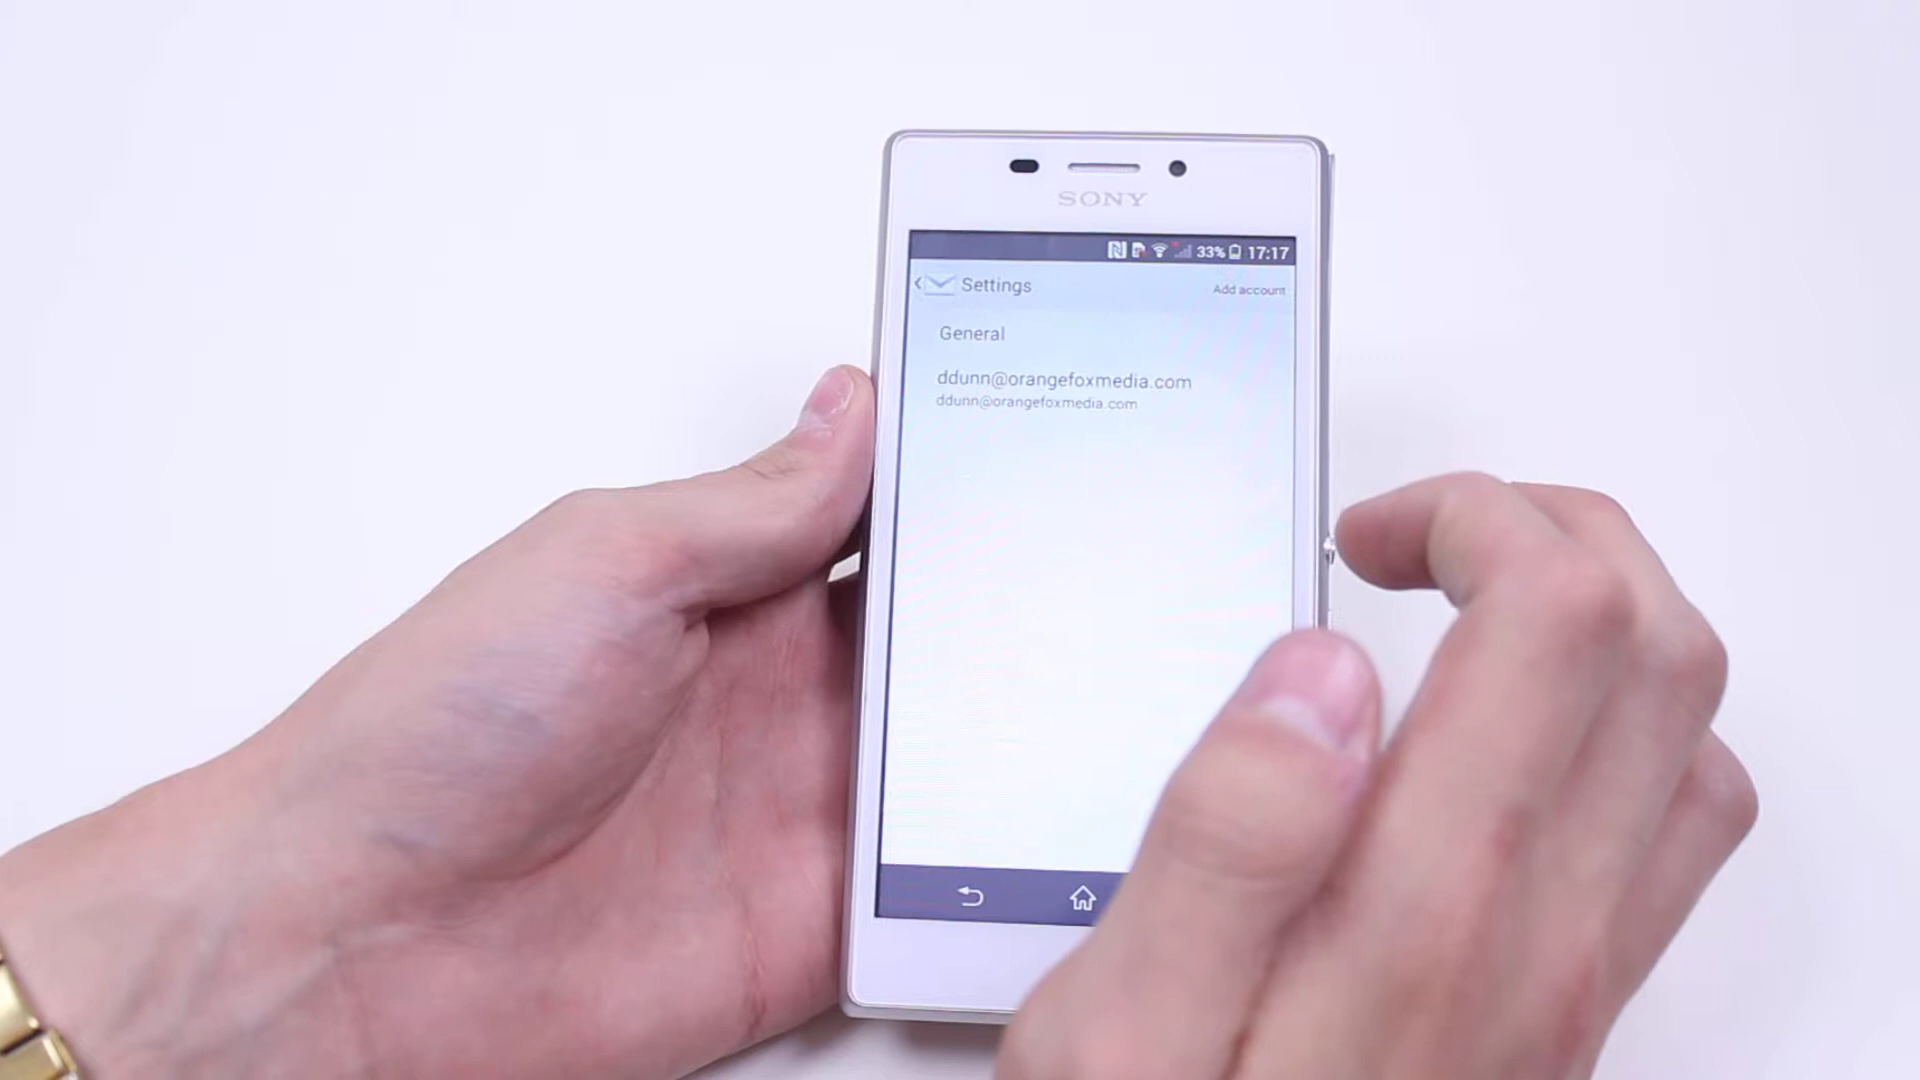 SONY
33% 17:17
Settings Add account
General
ddunn@orangefoxmedia.com
ddunn@orangefoxmedia.com